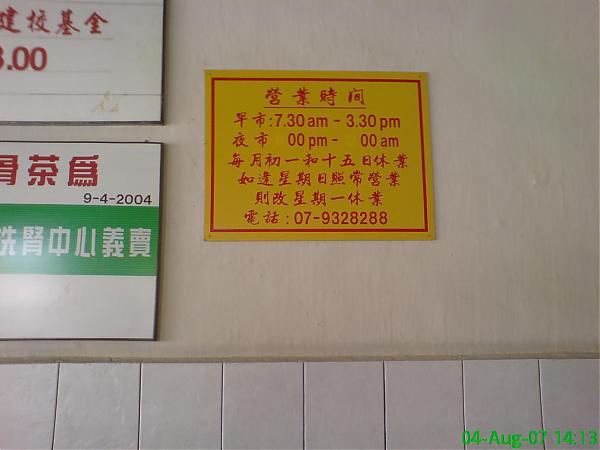 建校基金
3.00
骨茶為
9-4-2004
洗腎中心義賣
營業時间
早市:7.30 am - 3.30 pm
夜市 00 pm - 00 am
每月初一和十五日休業
如逢星期日照常營業
則改星期一休業
電話:07-9328288
04-Aug-07 14:13